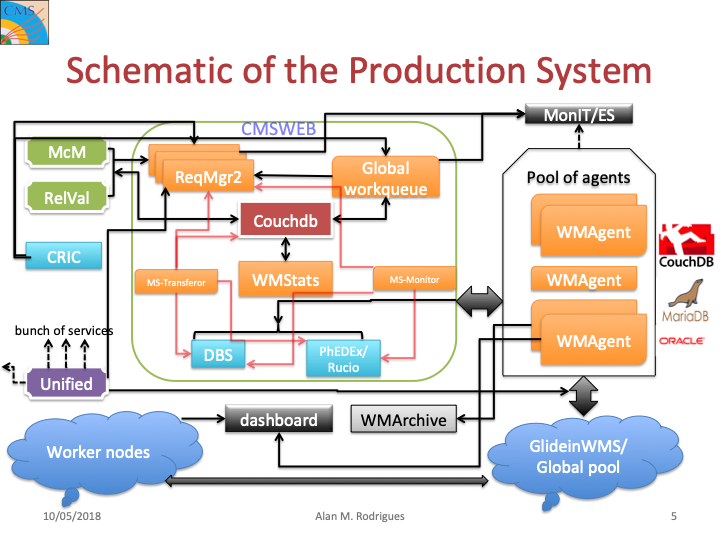 CMS
Schematic of the Production System
CMSWEB
MonIT/ES
McM
ReqMgr2
Global
workqueue
Pool of agents
RelVal
Couchdb
WMAgent
CRIC
WMStats
MS-Transferor
MS-Monitor
WMAgent
CouchDB
MariaDB
ORACLE
bunch of services
DBS
PhEDEx/
Rucio
WMAgent
Unified
dashboard
WMArchive
Worker nodes
GlideinWMS/
Global pool
10/05/2018
Alan M. Rodrigues
5